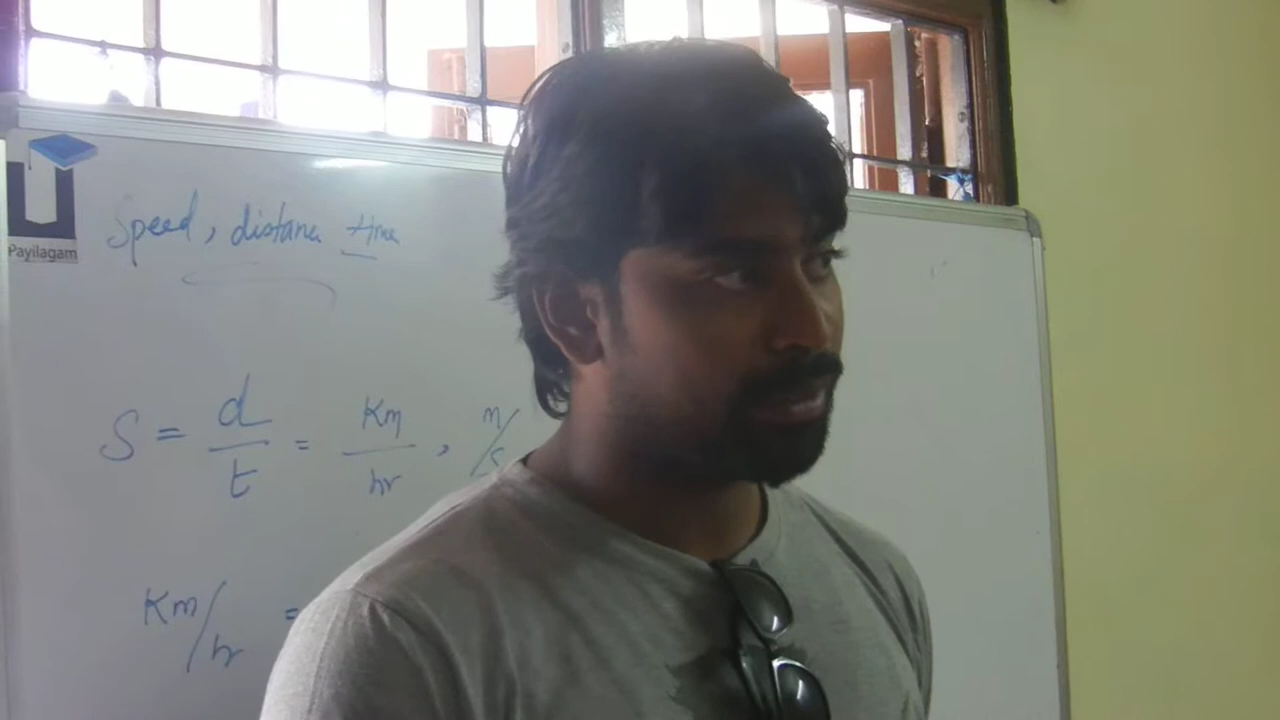 Payilagam
Speed, distance time
S = d/t = Km/hr, m/s
Km/hr =